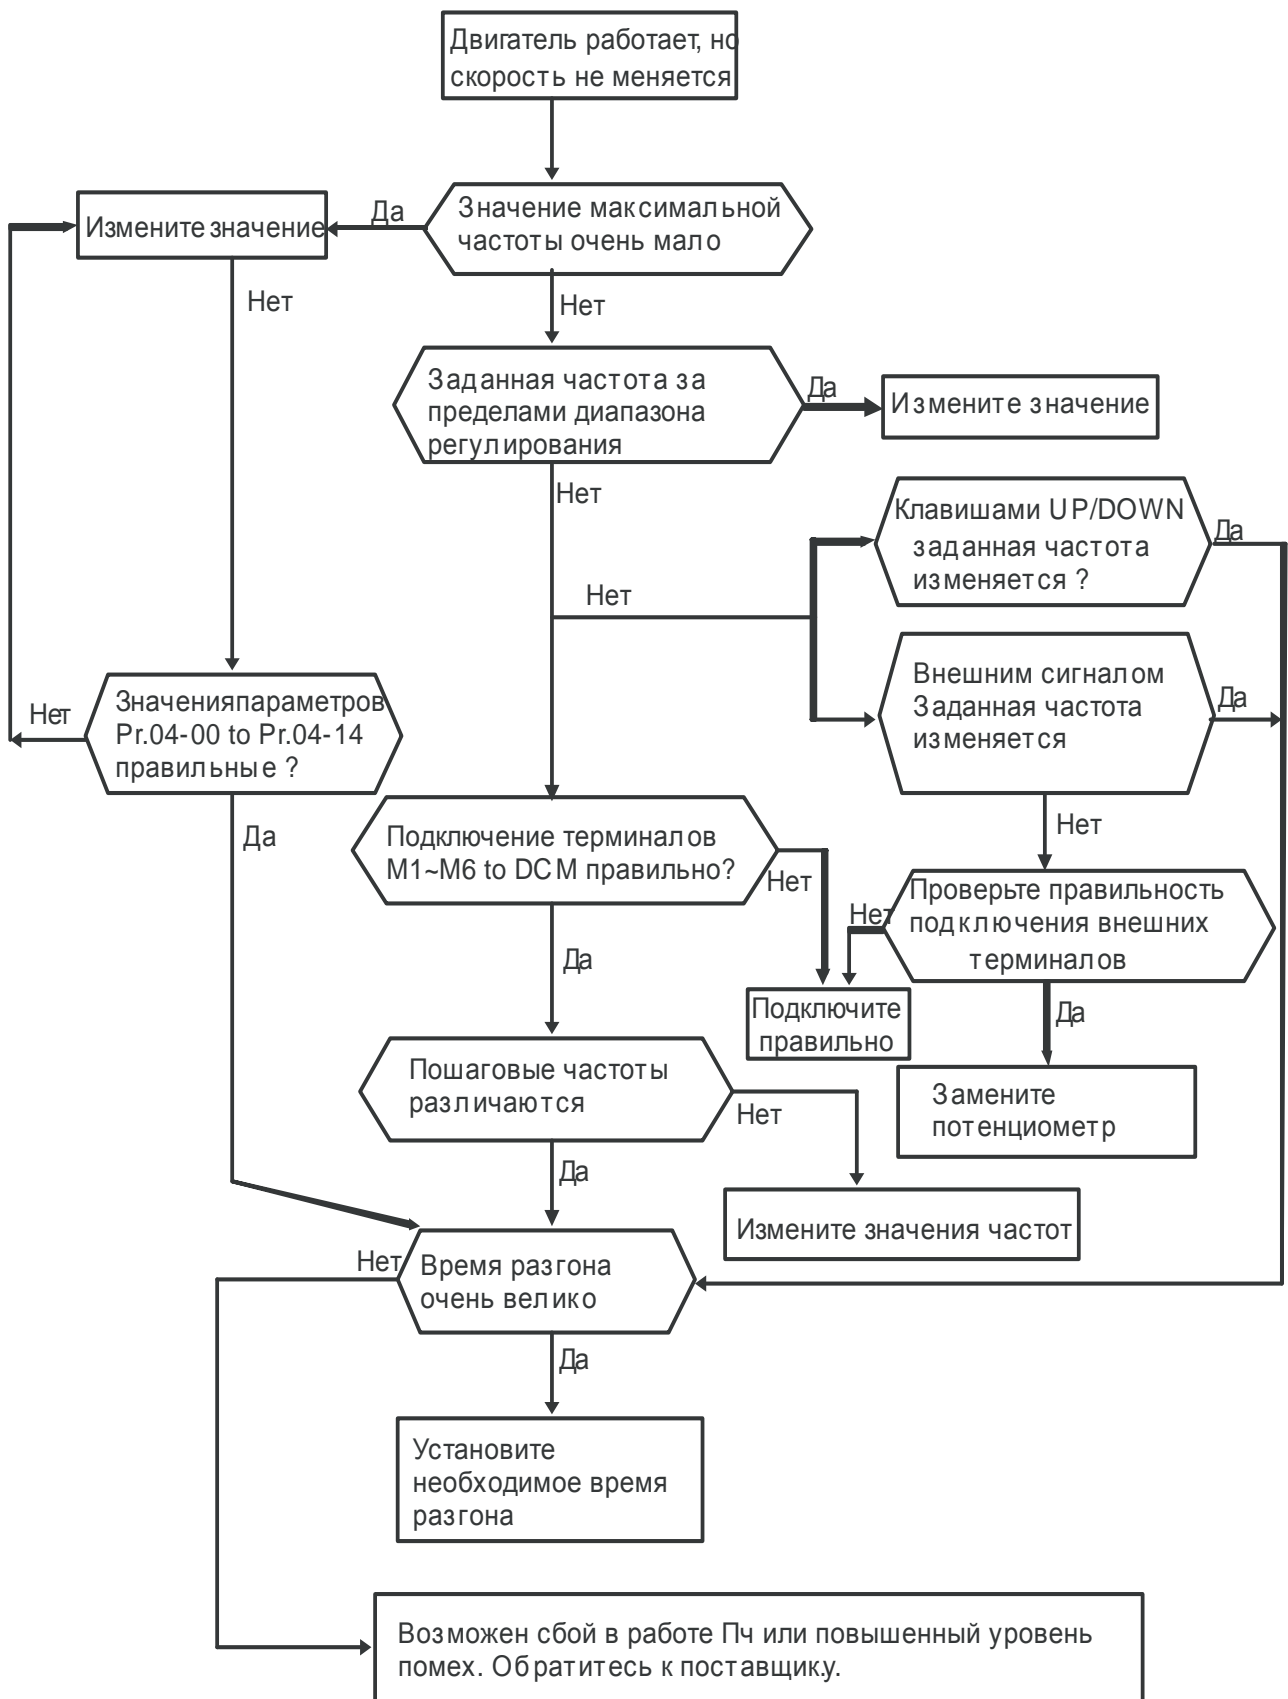 Двигатель работает, но
скорость не меняется
Значение максимальной
частоты очень мало
Да
Измените значение
Нет
Нет
Заданная частота за
пределами диапазона
регулирования
Да
Измените значение
Нет
Клавишами UP/DOWN
заданная частота
изменяется ?
Да
Нет
Внешним сигналом
Заданная частота
изменяется
Да
Значенияпараметров
Pr.04-00 to Pr.04-14
правильные ?
Нет
Да
Нет
Подключение терминалов
M1~M6 to DCM правильно?
Нет
Проверьте правильность
подключения внешних
терминалов
Нет
Да
Да
Подключите
правильно
Замените
потенциометр
Пошаговые частоты
различаются
Нет
Да
Измените значения частот
Время разгона
очень велико
Нет
Да
Установите
необходимое время
разгона
Возможен сбой в работе Пч или повышенный уровень
помех. Обратитесь к поставщик.у.